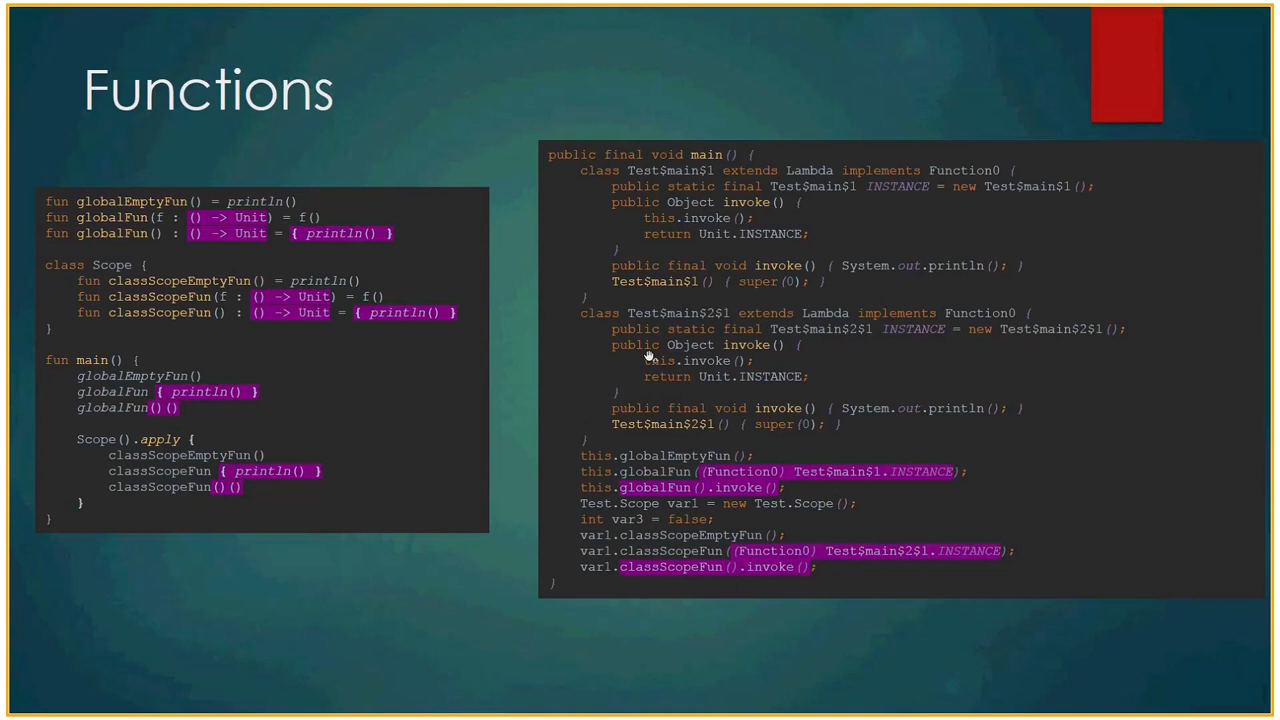 Functions
fun globalEmptyFun() = println()
fun globalFun(f : () -> Unit) = f()
fun globalFun() : () -> Unit = { println() }
class Scope {
fun classScopeEmptyFun() = println()
fun classScopeFun(f : () -> Unit) = f()
fun classScopeFun() : () -> Unit = { println() }
}
fun main() {
globalEmptyFun()
globalFun { println() }
globalFun()()
Scope().apply {
classScopeEmptyFun()
classScopeFun { println() }
classScopeFun()()
}
}
public final void main() {
class Test$main$1 extends Lambda implements Function0 {
public static final Test$main$1 INSTANCE = new Test$main$1();
public Object invoke() {
this.invoke();
return Unit.INSTANCE;
}
public final void invoke() { System.out.println(); }
Test$main$1() { super(0); }
}
class Test$main$2$1 extends Lambda implements Function0 {
public static final Test$main$2$1 INSTANCE = new Test$main$2$1();
public Object invoke() {
this.invoke();
return Unit.INSTANCE;
}
public final void invoke() { System.out.println(); }
Test$main$2$1() { super(0); }
}
this.globalEmptyFun();
this.globalFun((Function0) Test$main$1.INSTANCE);
this.globalFun().invoke();
Test.Scope var1 = new Test.Scope();
int var3 = false;
var1.classScopeEmptyFun();
var1.classScopeFun((Function0) Test$main$2$1.INSTANCE);
var1.classScopeFun().invoke();
}